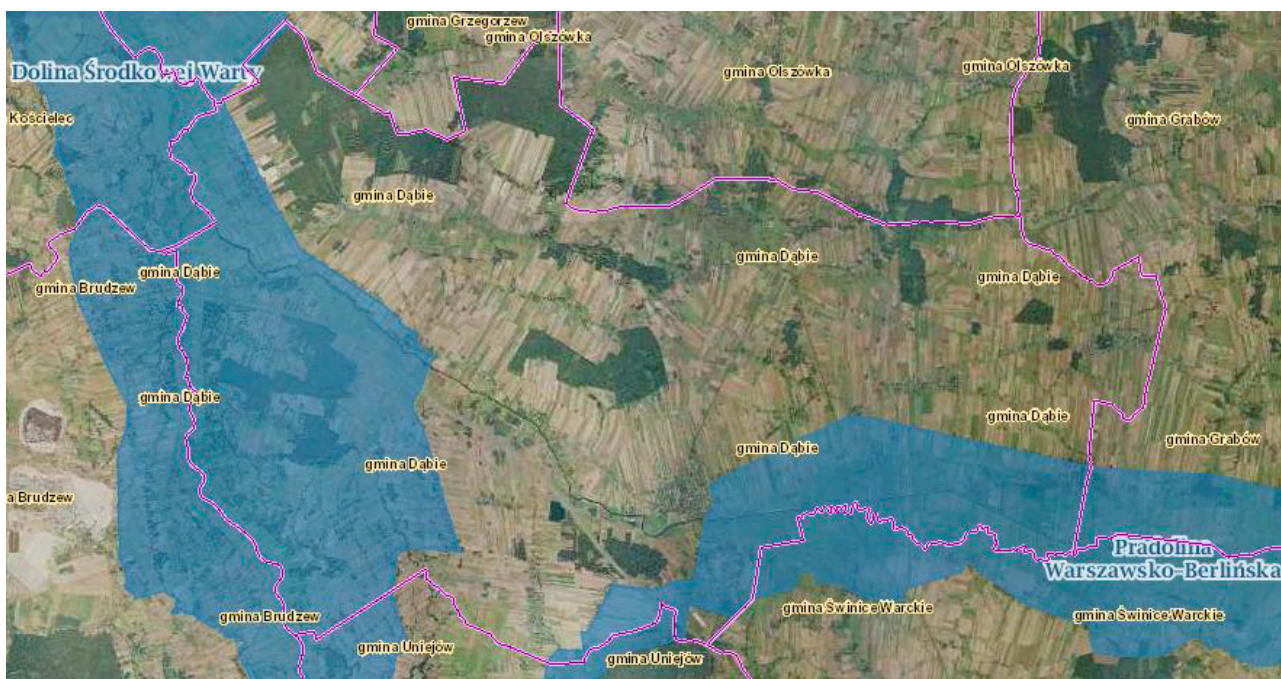 gmina Grzegorzew
gmina Olszówka
Dolina Środkowej Warty
gmina Olszówka
gmina Olszówka
Kościelec
gmina Grabów
gmina Dąbie
gmina Dąbie
gmina Dąbie
gmina Dąbie
gmina Brudzew
gmina Dąbie
gmina Dąbie
gmina Dąbie
gmina Grabów
gmina Dąbie
a Brudzew
Pradolina
Warszawsko-Berlińska
gmina Świnice Warckie
gmina Świnice Warckie
gmina Brudzew
gmina Uniejów
gmina Uniejów